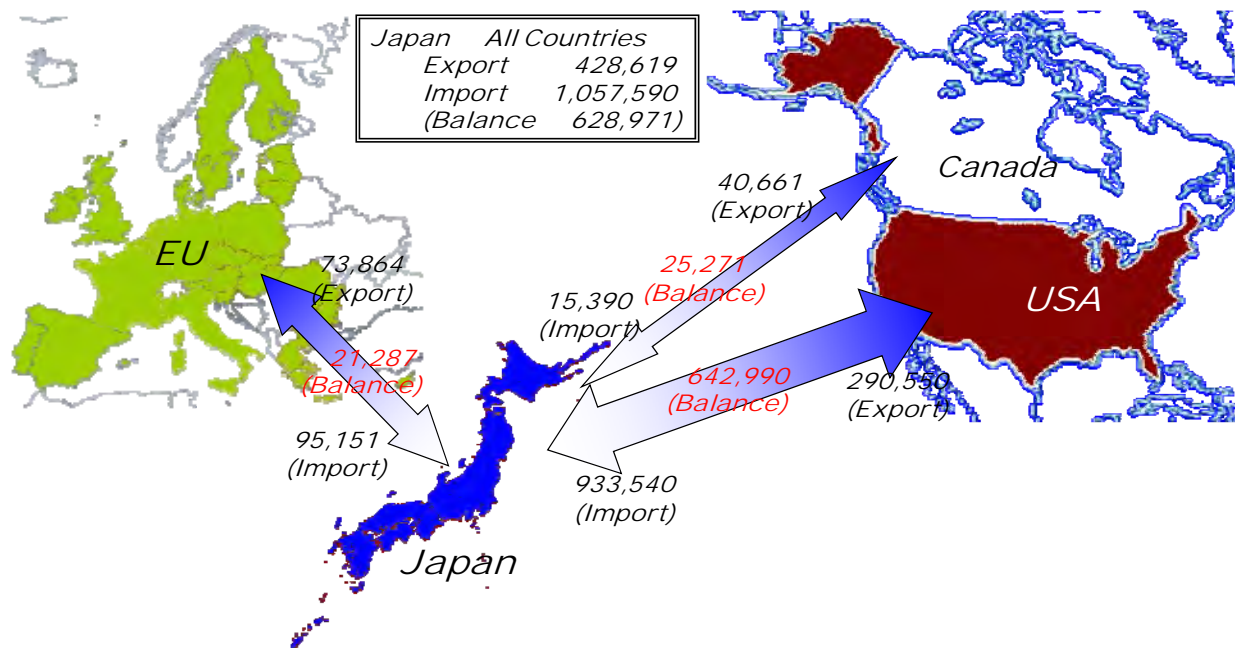 Japan All Countries
Export 428,619
Import 1,057,590
(Balance 628,971)
Canada
40,661
(Export)
EU
73,864
(Export)
25,271
(Balance)
USA
15,390
(Import)
21,287
(Balance)
642,990
(Balance)
290,550
(Export)
95,151
(Import)
933,540
(Import)
Japan